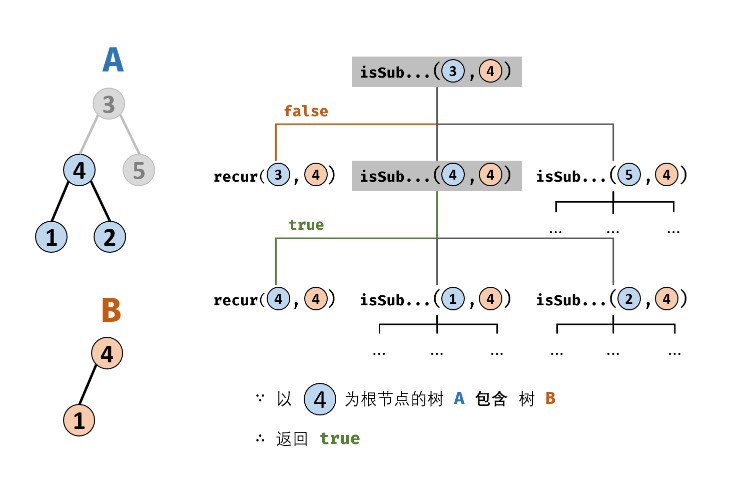 A
3
4
5
1
2
B
4
1
isSub...(3,4)
false
recur(3,4)
isSub...(4,4)
isSub...(5,4)
... ... ...
true
recur(4,4)
isSub...(1,4)
isSub...(2,4)
... ... ... ... ... ...
∵ 以 4 为根节点的树 A 包含 树 B
∴ 返回 true